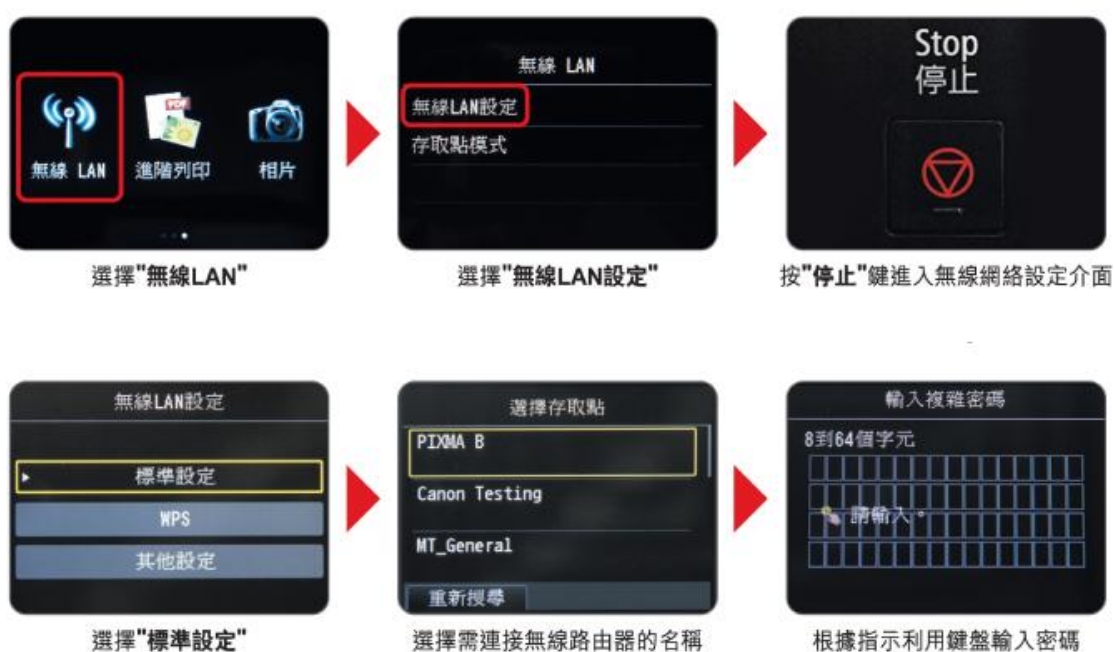 無線 LAN
進階列印
相片
選擇"無線LAN"
無線 LAN
無線LAN設定
存取點模式
選擇"無線LAN設定"
Stop
停止
按"停止"鍵進入無線網絡設定介面
無線LAN設定
標準設定
WPS
其他設定
選擇"標準設定"
選擇存取點
PIXMA B
Canon Testing
MT_General
重新搜尋
選擇需連接無線路由器的名稱
輸入複雜密碼
8到64個字元
請輸入。
根據指示利用鍵盤輸入密碼